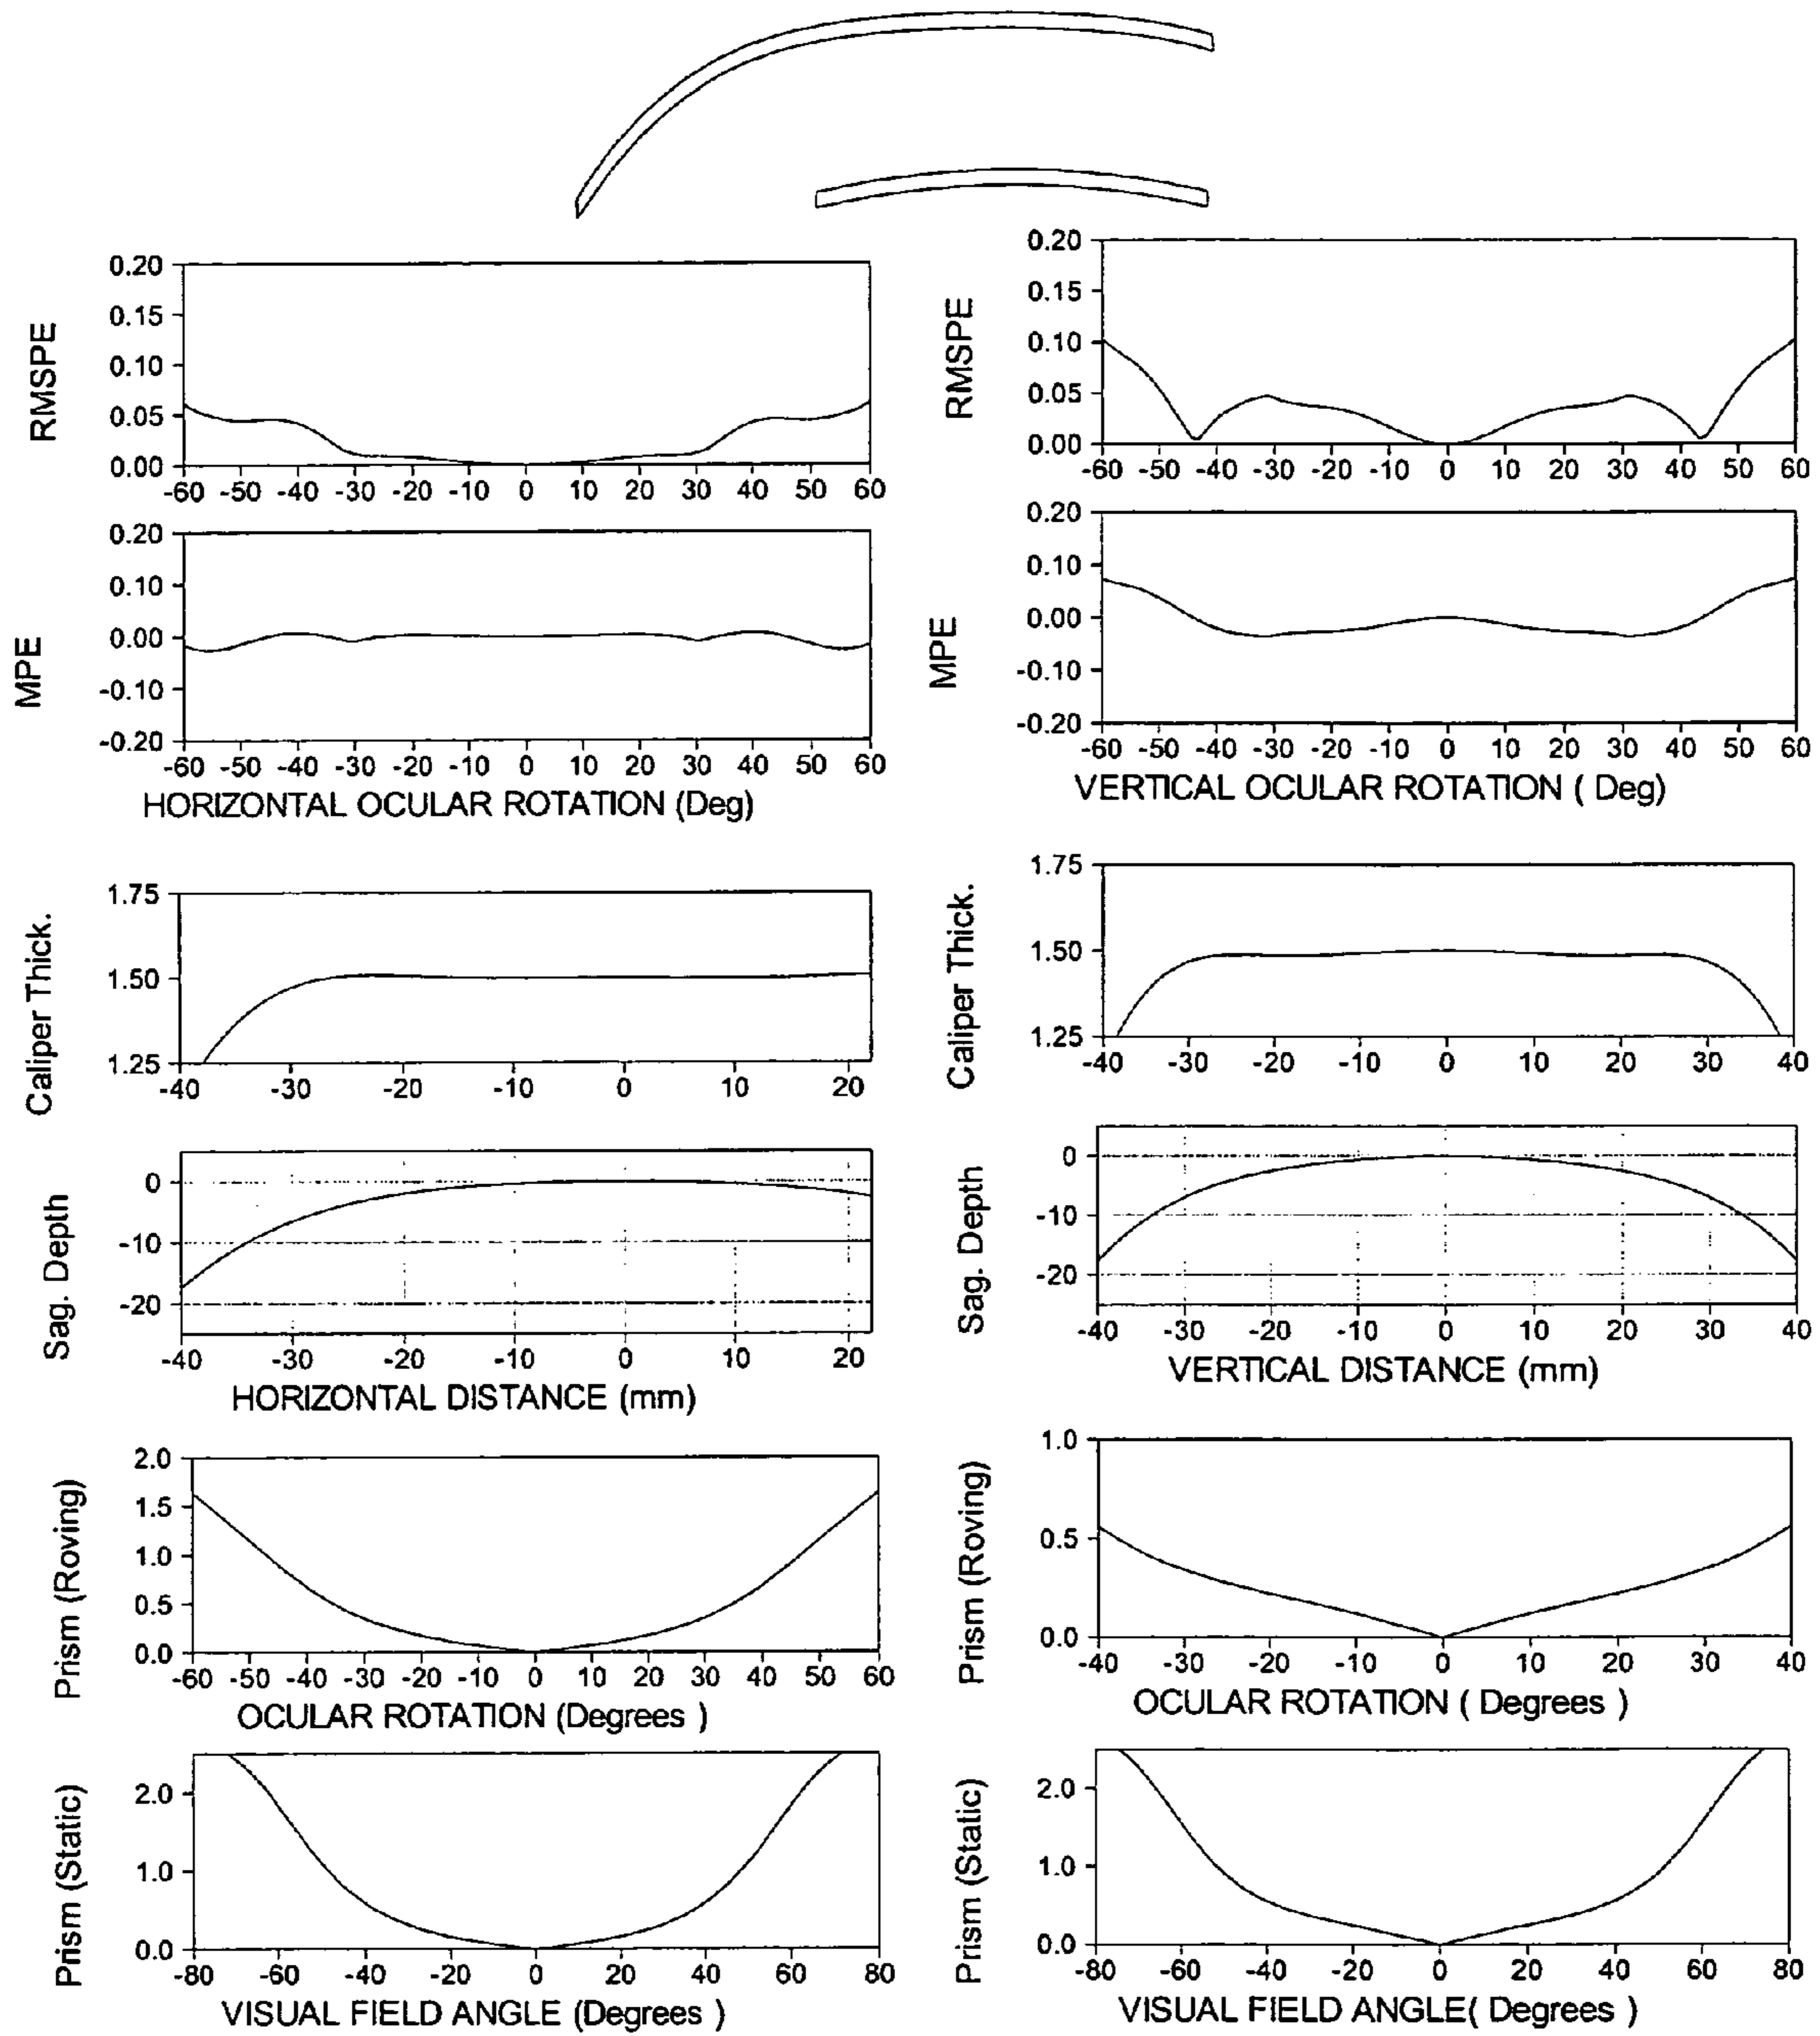 RMSPE
0.20
0.15
0.10
0.05
0.00
-60 -50 -40 -30 -20 -10 0 10 20 30 40 50 60
RMSPE
0.20
0.15
0.10
0.05
0.00
-60 -50 -40 -30 -20 -10 0 10 20 30 40 50 60
MPE
0.20
0.10
0.00
-0.10
-0.20
-60 -50 -40 -30 -20 -10 0 10 20 30 40 50 60
HORIZONTAL OCULAR ROTATION (Deg)
MPE
0.20
0.10
0.00
-0.10
-0.20
-60 -50 -40 -30 -20 -10 0 10 20 30 40 50 60
VERTICAL OCULAR ROTATION ( Deg)
Caliper Thick.
1.75
1.50
1.25
-40 -30 -20 -10 0 10 20
Caliper Thick.
1.75
1.50
1.25
-40 -30 -20 -10 0 10 20 30 40
Sag. Depth
0
-10
-20
-40 -30 -20 -10 0 10 20
HORIZONTAL DISTANCE (mm)
Sag. Depth
0
-10
-20
-40 -30 -20 -10 0 10 20 30 40
VERTICAL DISTANCE (mm)
Prism (Roving)
2.0
1.5
1.0
0.5
0.0
-60 -50 -40 -30 -20 -10 0 10 20 30 40 50 60
OCULAR ROTATION (Degrees )
Prism (Roving)
1.0
0.5
0.0
-40 -30 -20 -10 0 10 20 30 40
OCULAR ROTATION ( Degrees )
Prism (Static)
2.0
1.0
0.0
-80 -60 -40 -20 0 20 40 60 80
VISUAL FIELD ANGLE (Degrees )
Prism (Static)
2.0
1.0
0.0
-80 -60 -40 -20 0 20 40 60 80
VISUAL FIELD ANGLE( Degrees )